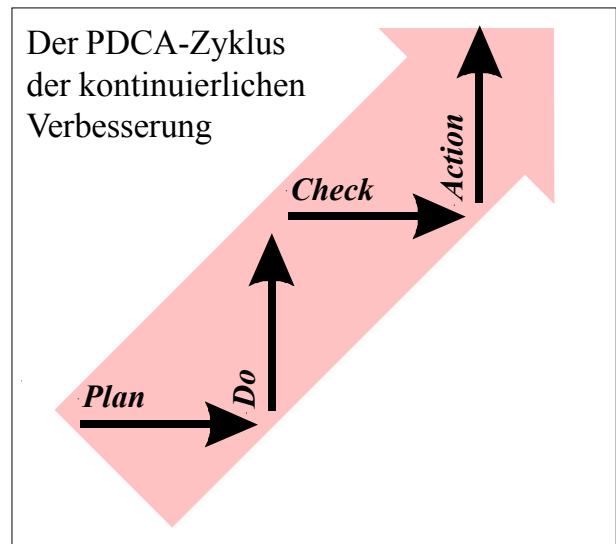 Der PDCA-Zyklus
der kontinuierlichen
Verbesserung
Plan
Do
Check
Action